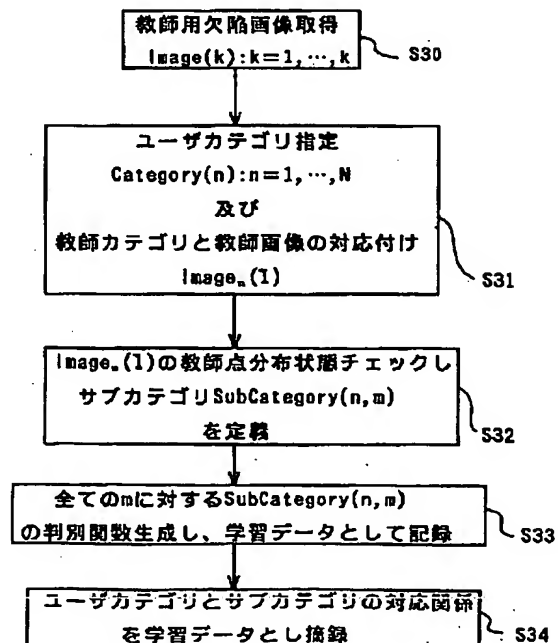 教師用欠陥画像取得
Image(k):k=1,…,k
S30
ユーザカテゴリ指定
Category(n):n=1,…,N
及び
教師カテゴリと教師画像の対応付け
Imageₙ(l)
S31
Imageₙ(l)の教師点分布状態チェックし
サブカテゴリSubCategory(n,m)
を定義
S32
全てのmに対するSubCategory(n,m)
の判別関数生成し、学習データとして記録
S33
ユーザカテゴリとサブカテゴリの対応関係
を学習データとし摘録
S34